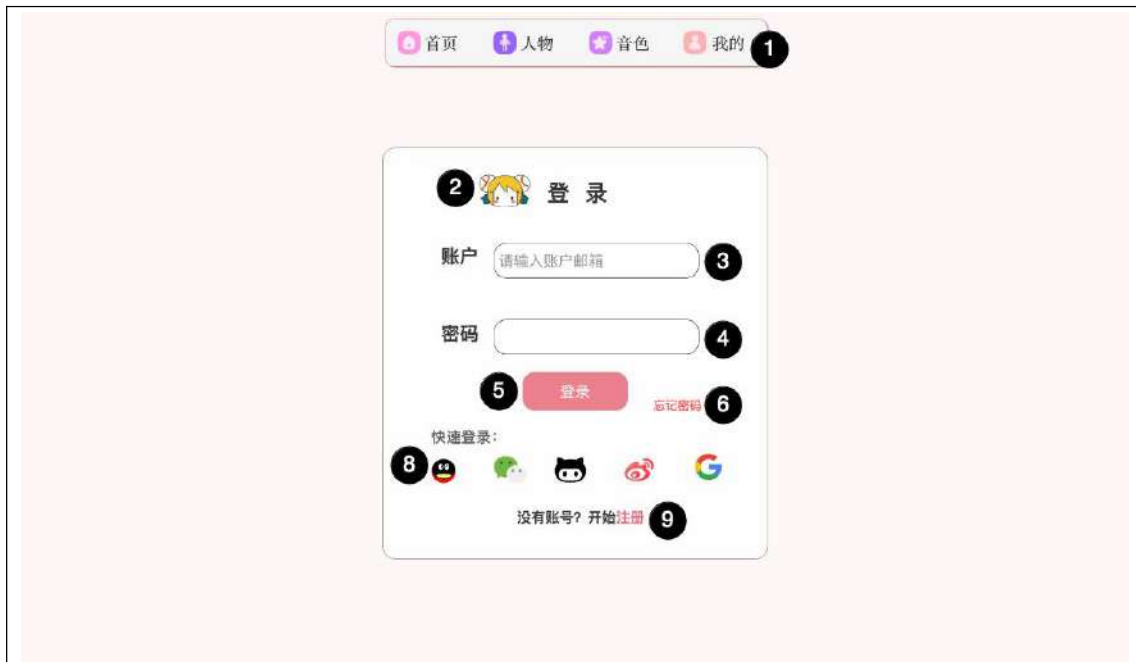 首页 人物 音色 我的 1
2 登 录
账户 请输入账户邮箱 3
密码 4
5 登录
忘记密码 6
快速登录：
8
没有账号？开始注册 9